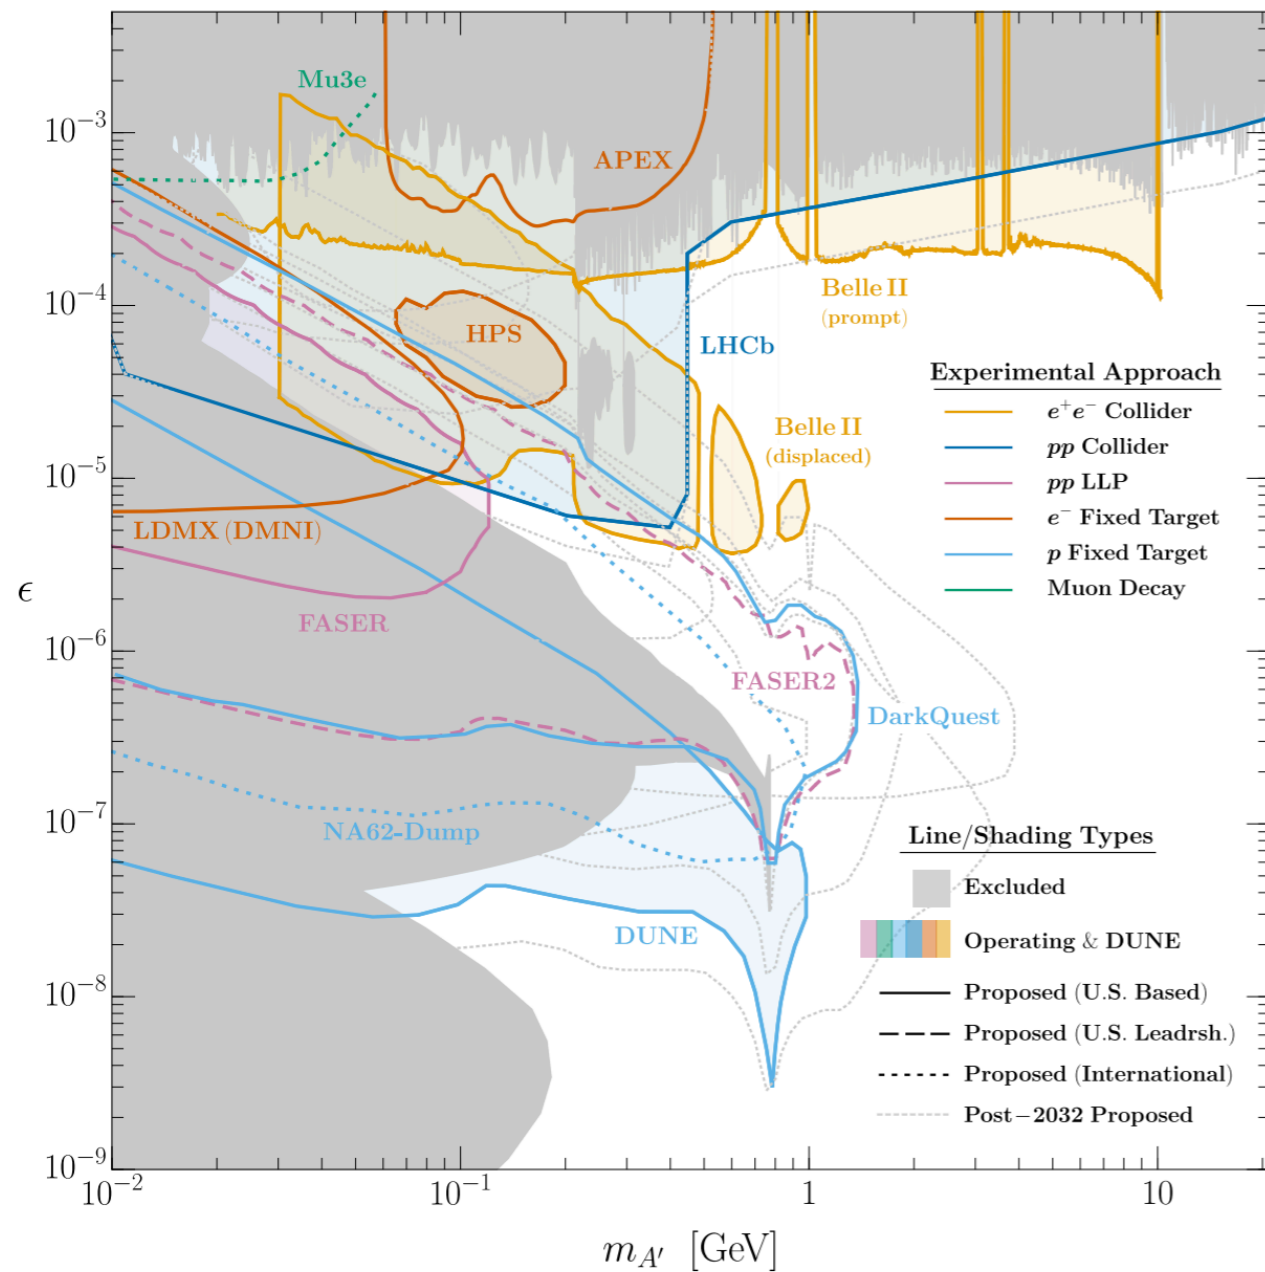 Mu3e
APEX
10⁻³
10⁻⁴
HPS
Belle II
(prompt)
LHCb
Experimental Approach
e⁺e⁻ Collider
pp Collider
pp LLP
e⁻ Fixed Target
p Fixed Target
Muon Decay
Belle II
(displaced)
10⁻⁵
LDMX (DMNI)
ϵ
FASER
10⁻⁶
FASER2
DarkQuest
10⁻⁷
NA62-Dump
Line/Shading Types
Excluded
Operating & DUNE
Proposed (U.S. Based)
Proposed (U.S. Leadrsh.)
Proposed (International)
Post−2032 Proposed
DUNE
10⁻⁸
10⁻⁹
10⁻² 10⁻¹ 1 10
m_A′ [GeV]